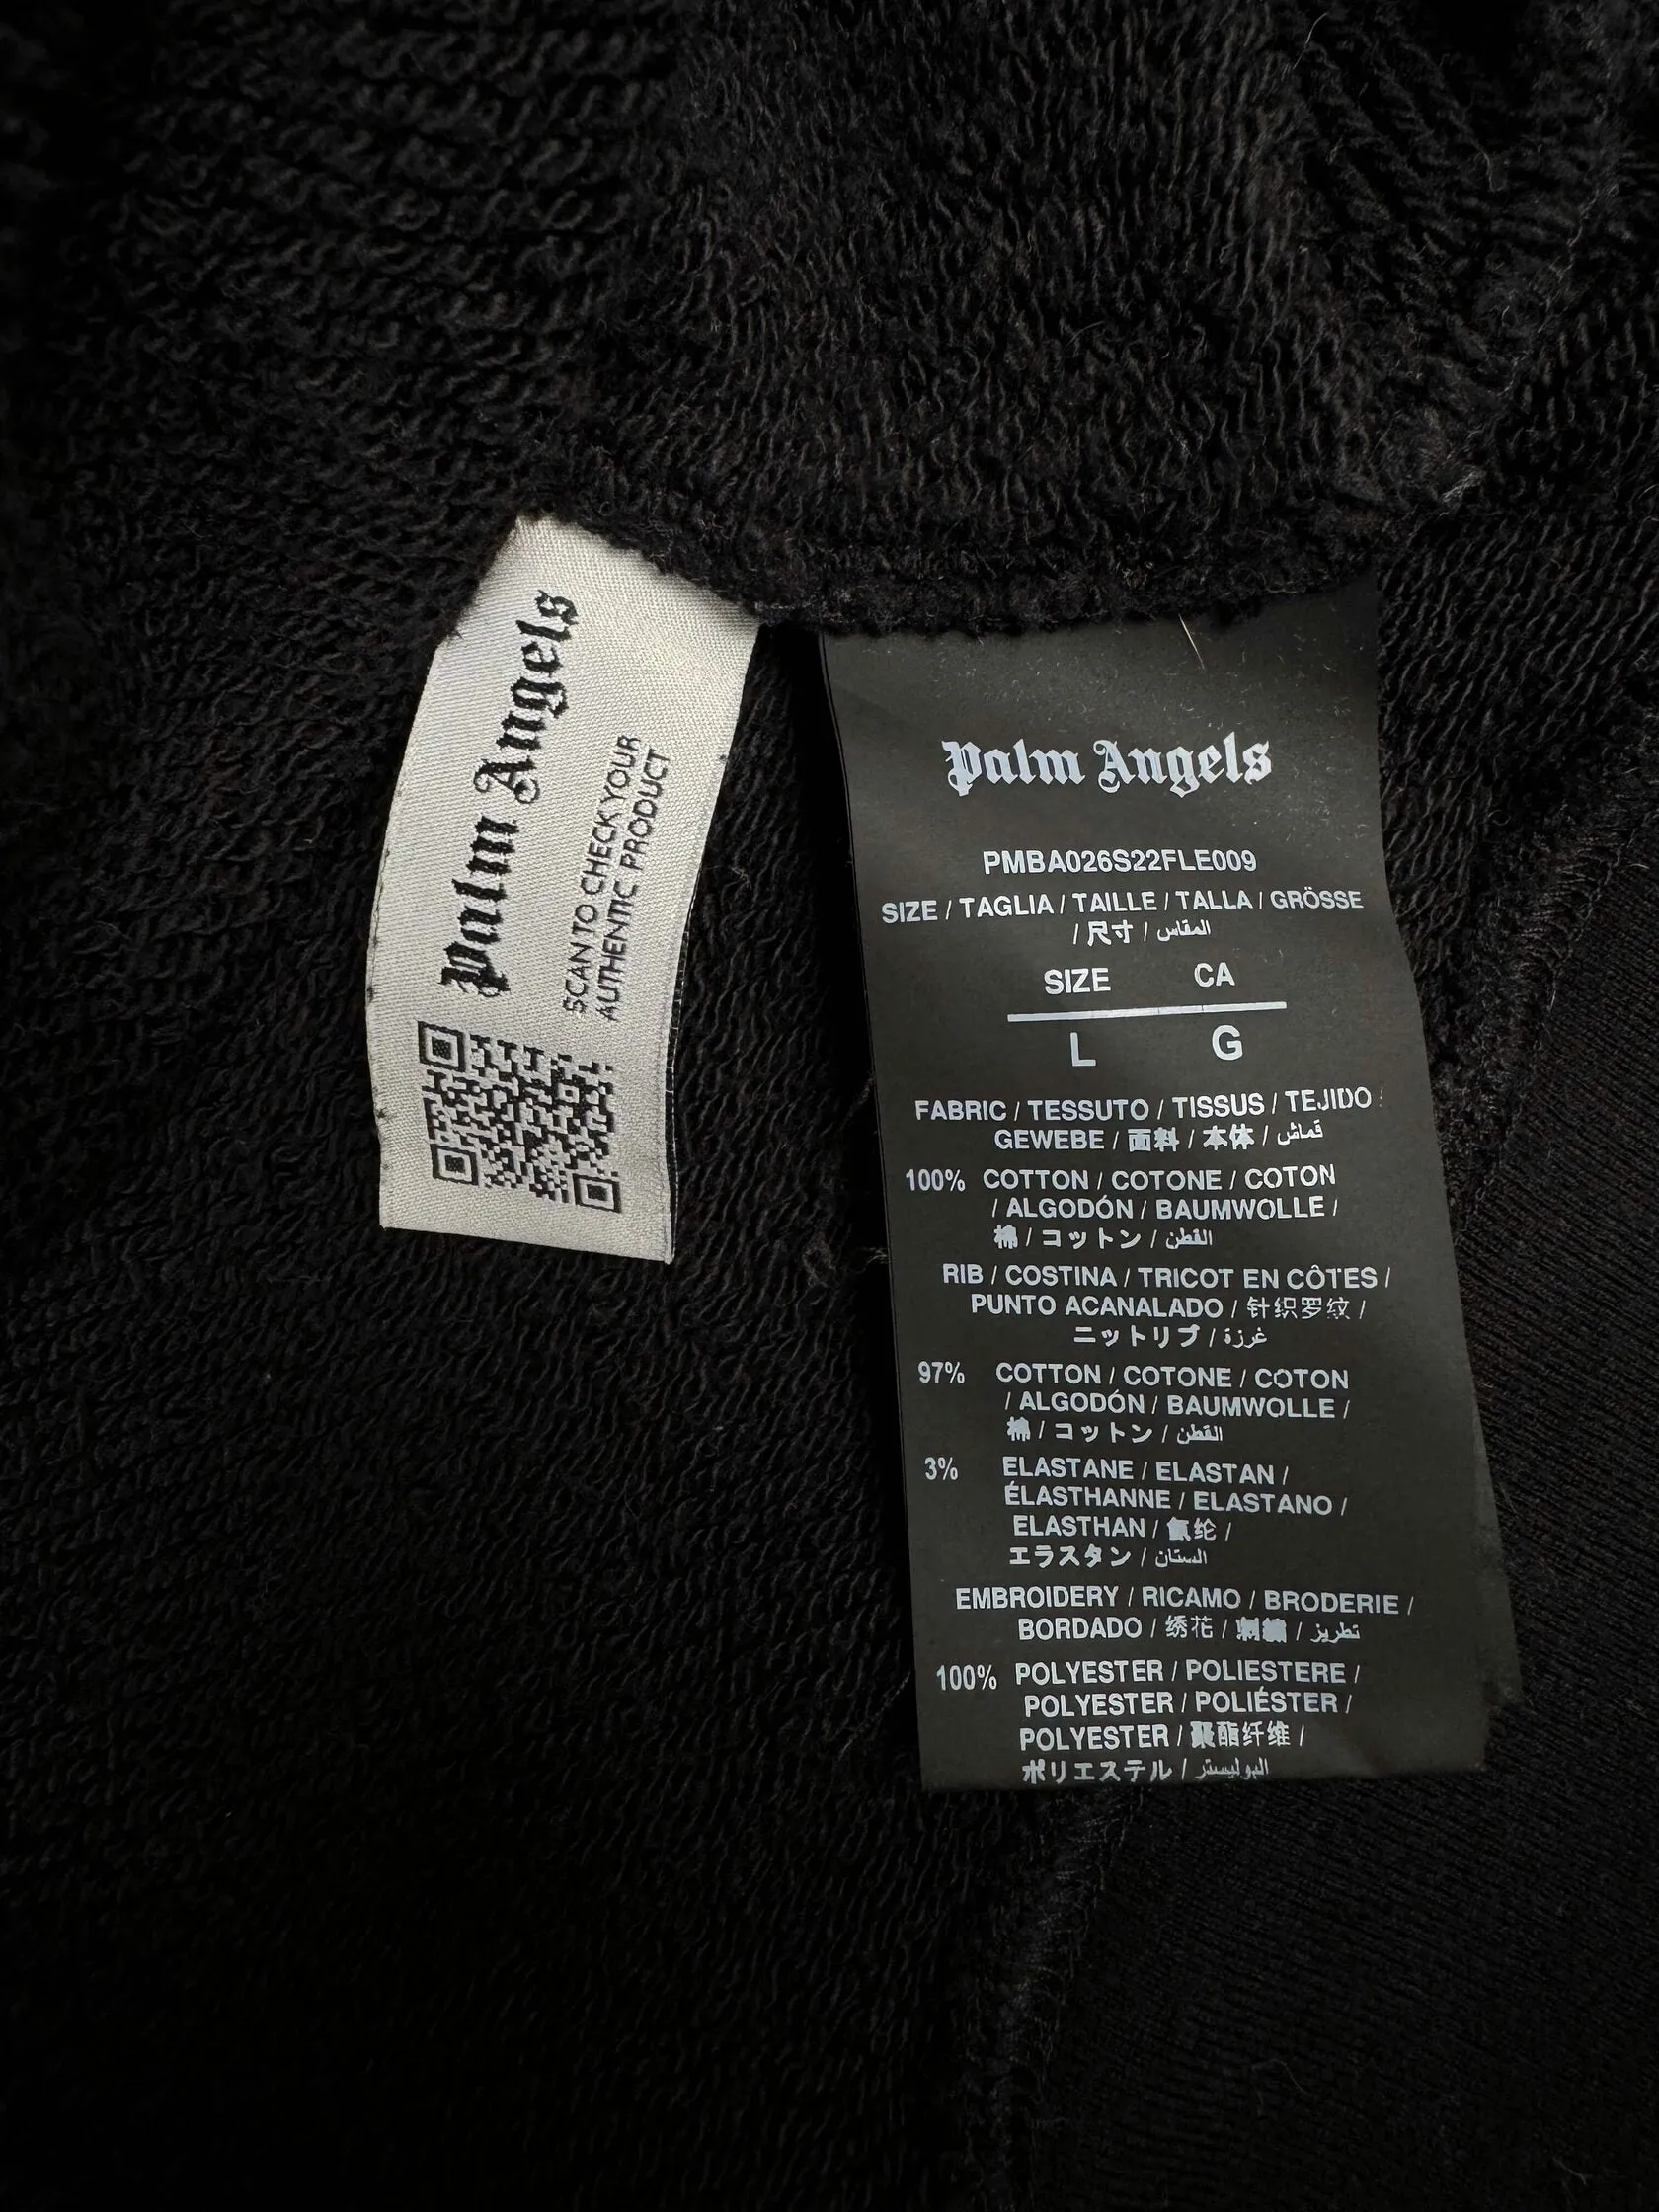 Palm Angels
SCAN TO CHECK YOUR
AUTHENTIC PRODUCT
Palm Angels
PMBA026S22FLE009
SIZE / TAGLIA / TAILLE / TALLA / GRÖSSE
/ 尺寸 / المقاس
SIZE CA
L G
FABRIC / TESSUTO / TISSUS / TEJIDO /
GEWEBE / 面料 / 本体 / قماش
100% COTTON / COTONE / COTON
/ ALGODÓN / BAUMWOLLE /
棉 / コットン / القطن
RIB / COSTINA / TRICOT EN CÔTES /
PUNTO ACANALADO / 针织罗纹 /
ニットリブ / غرزة
97% COTTON / COTONE / COTON
/ ALGODÓN / BAUMWOLLE /
棉 / コットン / القطن
3% ELASTANE / ELASTAN /
ÉLASTHANNE / ELASTANO /
ELASTHAN / 氨纶 /
エラスタン / الستان
EMBROIDERY / RICAMO / BRODERIE /
BORDADO / 绣花 / 刺繍 / تطريز
100% POLYESTER / POLIESTERE /
POLYESTER / POLIÉSTER /
POLYESTER / 聚酯纤维 /
ポリエステル / البوليستر